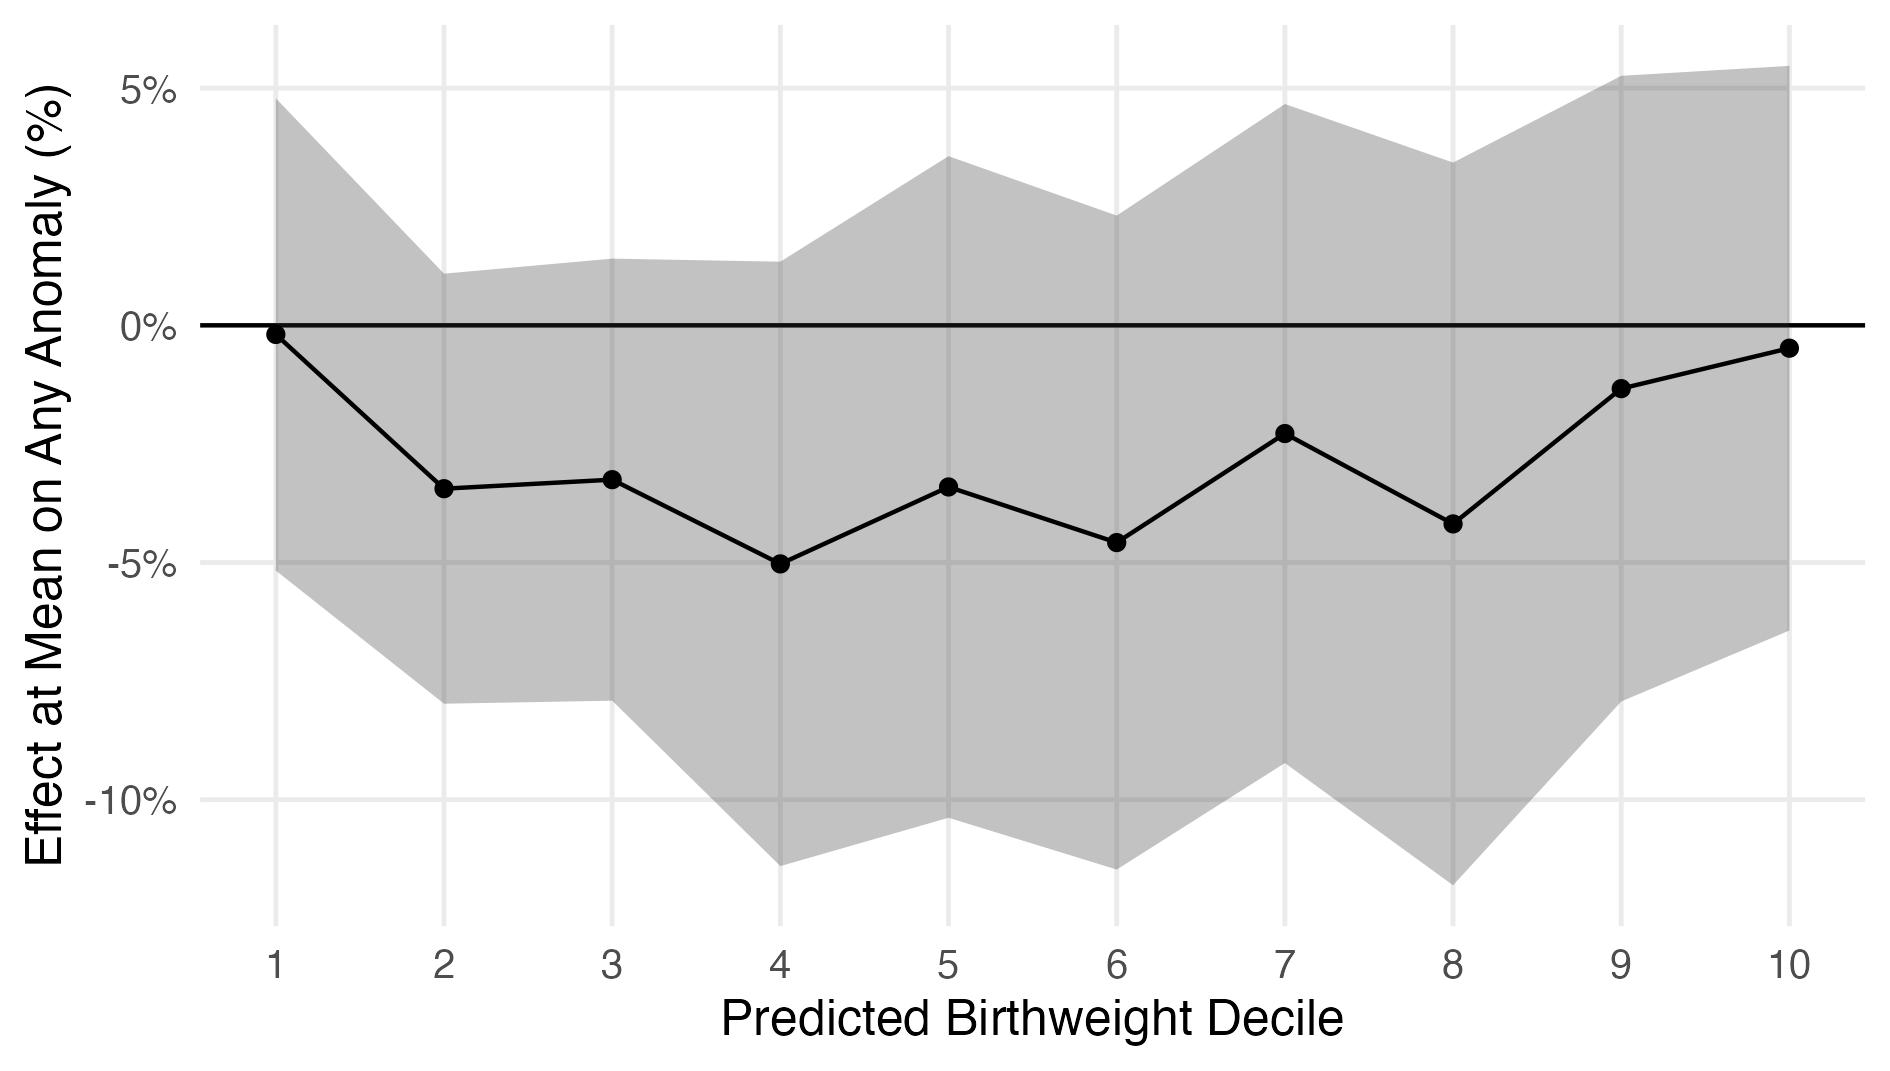 Effect at Mean on Any Anomaly (%)
5%
0%
-5%
-10%
1 2 3 4 5 6 7 8 9 10
Predicted Birthweight Decile